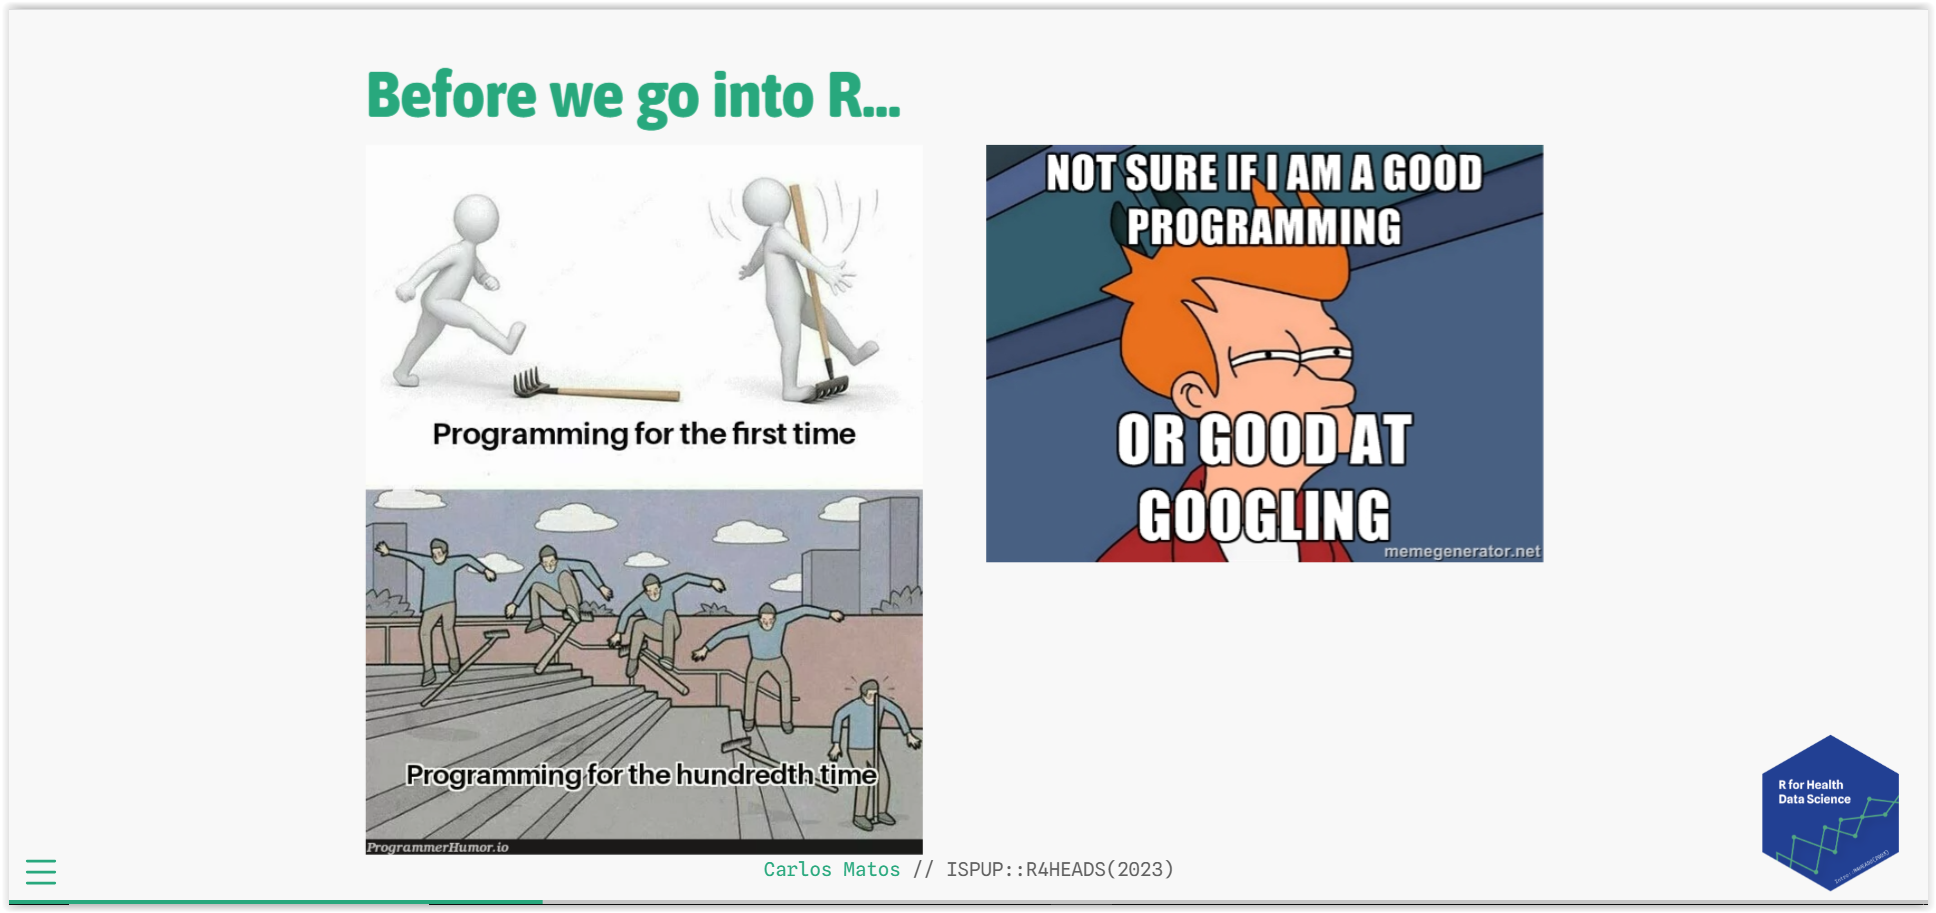 Before we go into R...
Programming for the first time
Programming for the hundredth time
ProgrammerHumor.io
NOT SURE IF I AM A GOOD
PROGRAMMING
OR GOOD AT
GOOGLING
memegenerator.net
R for Health
Data Science
Carlos Matos // ISPUP::R4HEADS(2023)